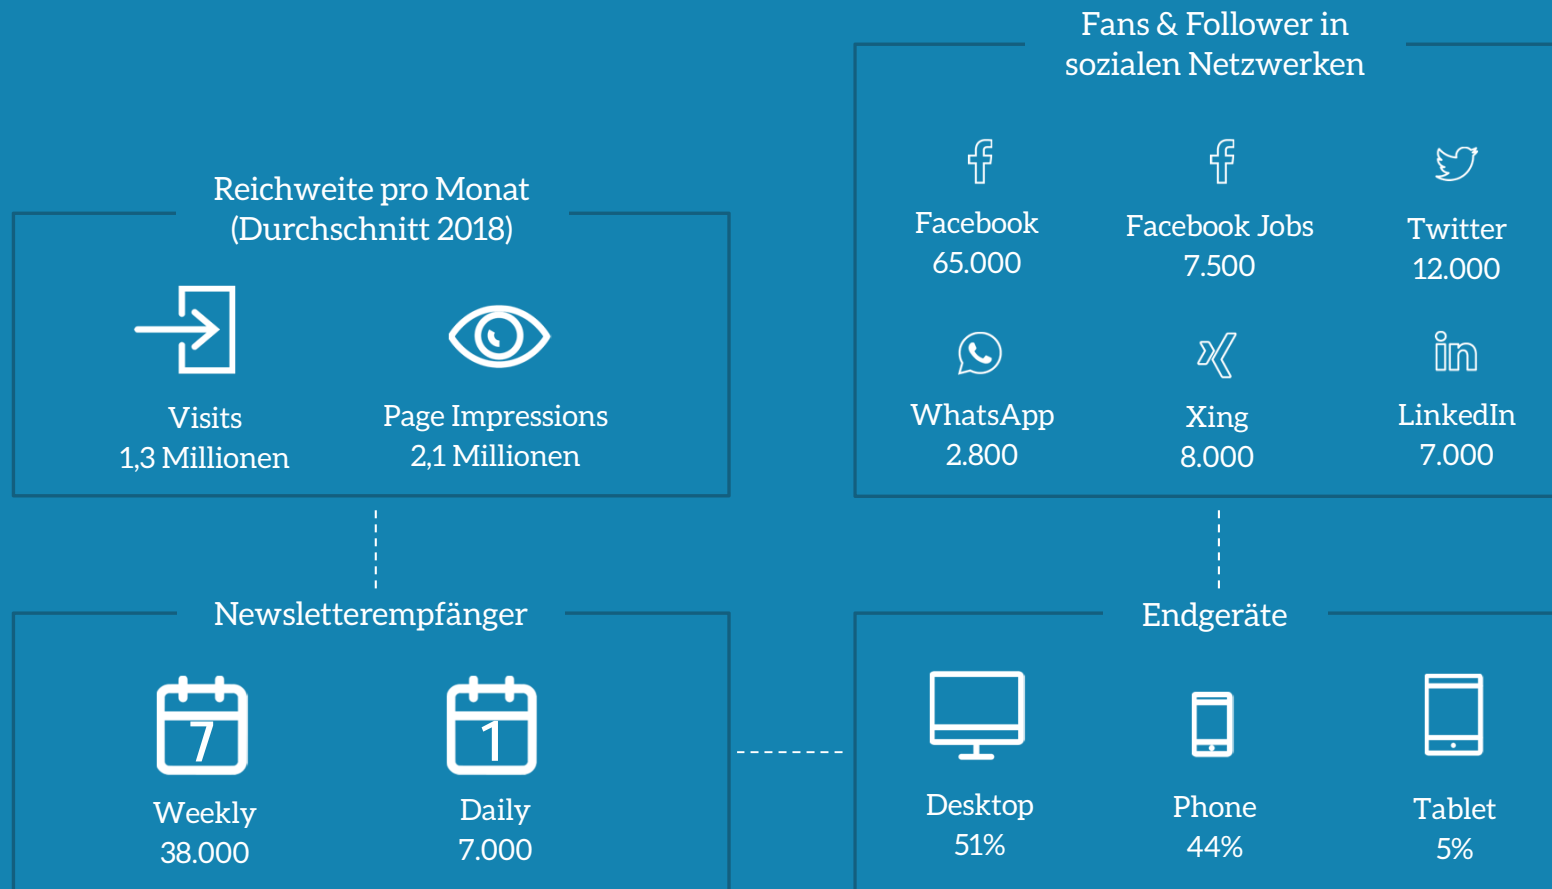 Reichweite pro Monat
(Durchschnitt 2018)
Visits
1,3 Millionen
Page Impressions
2,1 Millionen
Fans & Follower in
sozialen Netzwerken
Facebook
65.000
Facebook Jobs
7.500
Twitter
12.000
WhatsApp
2.800
Xing
8.000
in
LinkedIn
7.000
Newsletterempfänger
7
Weekly
38.000
1
Daily
7.000
Endgeräte
Desktop
51%
Phone
44%
Tablet
5%